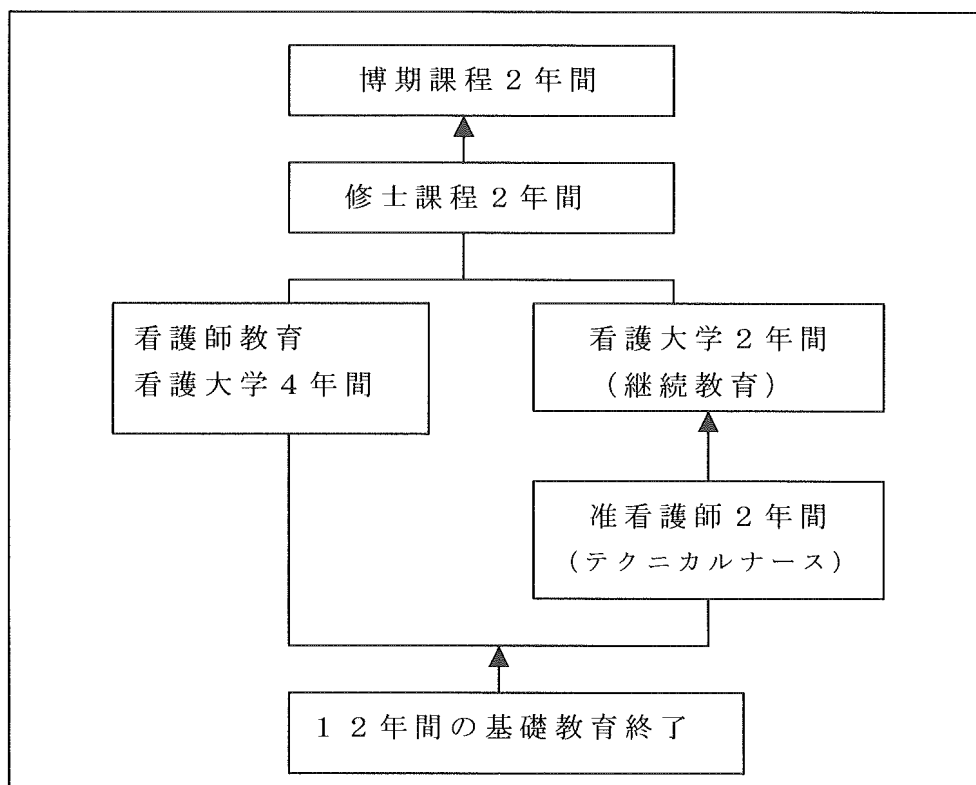 博期課程２年間
修士課程２年間
看護師教育
看護大学４年間
看護大学２年間
（継続教育）
准看護師２年間
（テクニカルナース）
１２年間の基礎教育終了